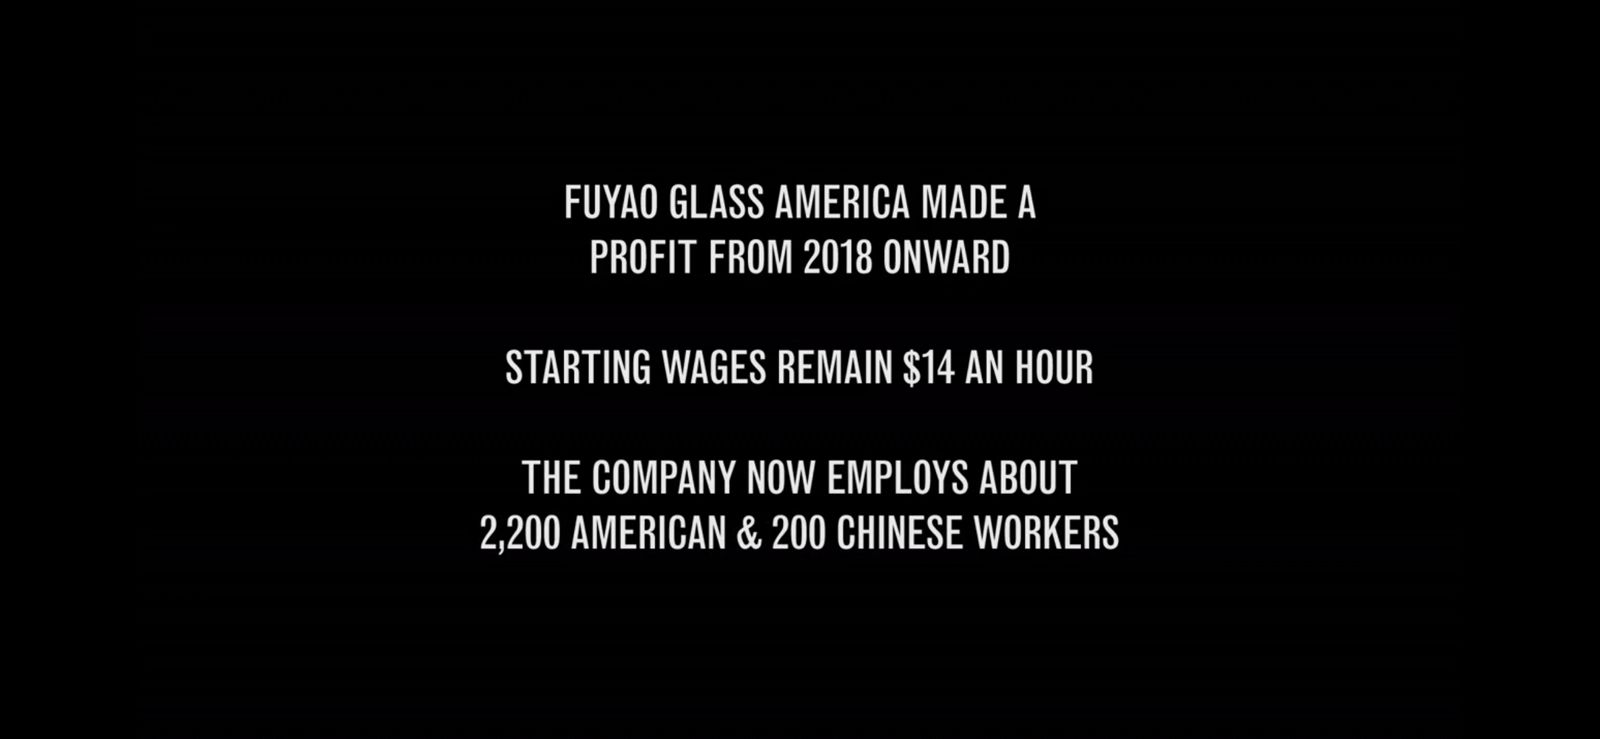 FUYAO GLASS AMERICA MADE A
PROFIT FROM 2018 ONWARD
STARTING WAGES REMAIN $14 AN HOUR
THE COMPANY NOW EMPLOYS ABOUT
2,200 AMERICAN & 200 CHINESE WORKERS